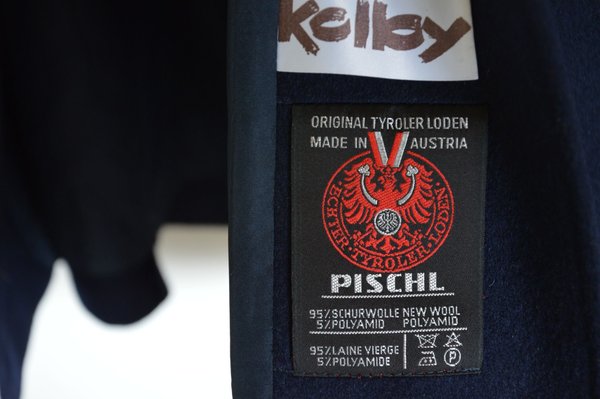 Kelby
ORIGINAL TYROLER LODEN
MADE IN AUSTRIA
ECHTER · TYROLER · LODEN
PISCHL
95% SCHURWOLLE NEW WOOL
5% POLYAMID POLYAMID
95% LAINE VIERGE
5% POLYAMIDE
P